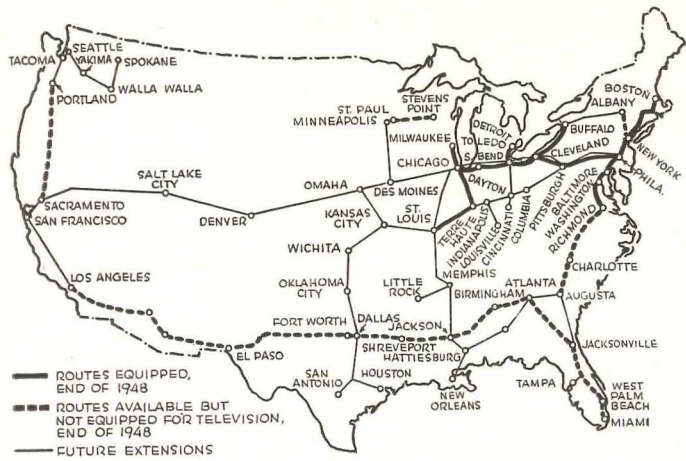 SEATTLE
TACOMA
YAKIMA
SPOKANE
WALLA WALLA
PORTLAND
ST. PAUL
MINNEAPOLIS
STEVENS
POINT
MILWAUKEE
CHICAGO
DETROIT
TOLEDO
S. BEND
BOSTON
ALBANY
BUFFALO
CLEVELAND
NEW YORK
PHILA.
DAYTON
SALT LAKE
CITY
SACRAMENTO
SAN FRANCISCO
OMAHA
DES MOINES
DENVER
KANSAS
CITY
ST.
LOUIS
TERRE
HAUTE
INDIANAPOLIS
LOUISVILLE
CINCINNATI
COLUMBIA
PITTSBURGH
BALTIMORE
WASHINGTON
RICHMOND
WICHITA
LOS ANGELES
OKLAHOMA
CITY
LITTLE
ROCK
MEMPHIS
BIRMINGHAM
ATLANTA
CHARLOTTE
AUGUSTA
FORT WORTH
DALLAS
JACKSON
EL PASO
SHREVEPORT
HATTIESBURG
JACKSONVILLE
SAN
ANTONIO
HOUSTON
NEW
ORLEANS
TAMPA
WEST
PALM
BEACH
MIAMI
ROUTES EQUIPPED,
END OF 1948
ROUTES AVAILABLE BUT
NOT EQUIPPED FOR TELEVISION,
END OF 1948
FUTURE EXTENSIONS